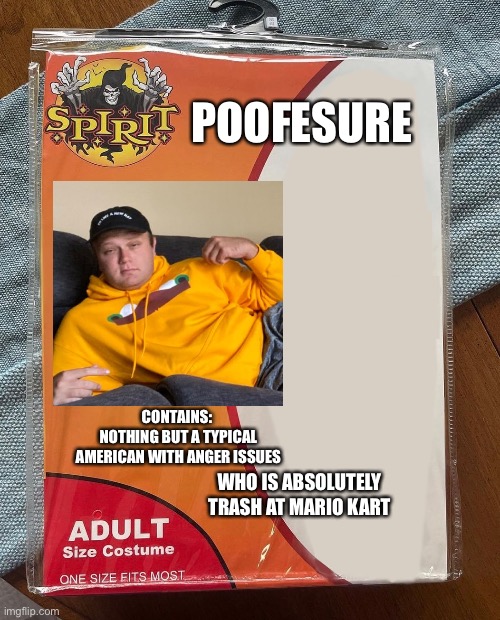 SPIRIT
POOFESURE
CONTAINS:
NOTHING BUT A TYPICAL
AMERICAN WITH ANGER ISSUES
WHO IS ABSOLUTELY
TRASH AT MARIO KART
ADULT
Size Costume
ONE SIZE FITS MOST
imgflip.com